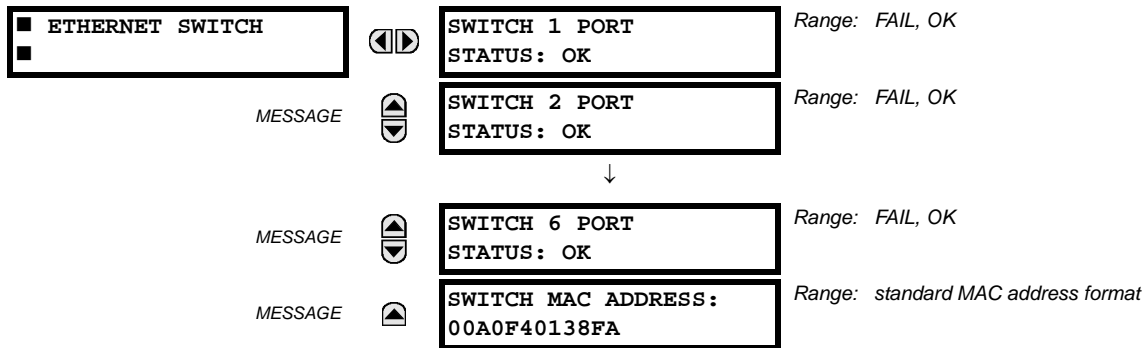 ETHERNET SWITCH
SWITCH 1 PORT
STATUS: OK
Range: FAIL, OK
MESSAGE
SWITCH 2 PORT
STATUS: OK
Range: FAIL, OK
↓
MESSAGE
SWITCH 6 PORT
STATUS: OK
Range: FAIL, OK
MESSAGE
SWITCH MAC ADDRESS:
00A0F40138FA
Range: standard MAC address format